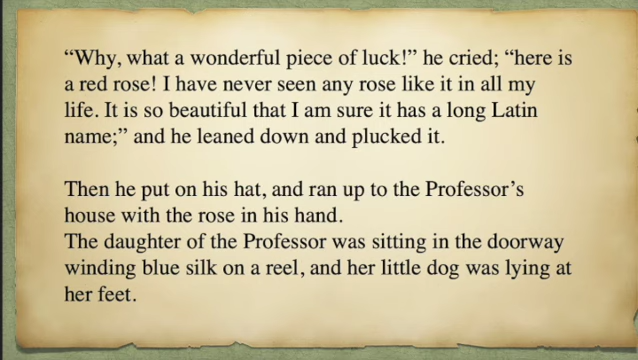 “Why, what a wonderful piece of luck!” he cried; “here is
a red rose! I have never seen any rose like it in all my
life. It is so beautiful that I am sure it has a long Latin
name;” and he leaned down and plucked it.
Then he put on his hat, and ran up to the Professor’s
house with the rose in his hand.
The daughter of the Professor was sitting in the doorway
winding blue silk on a reel, and her little dog was lying at
her feet.